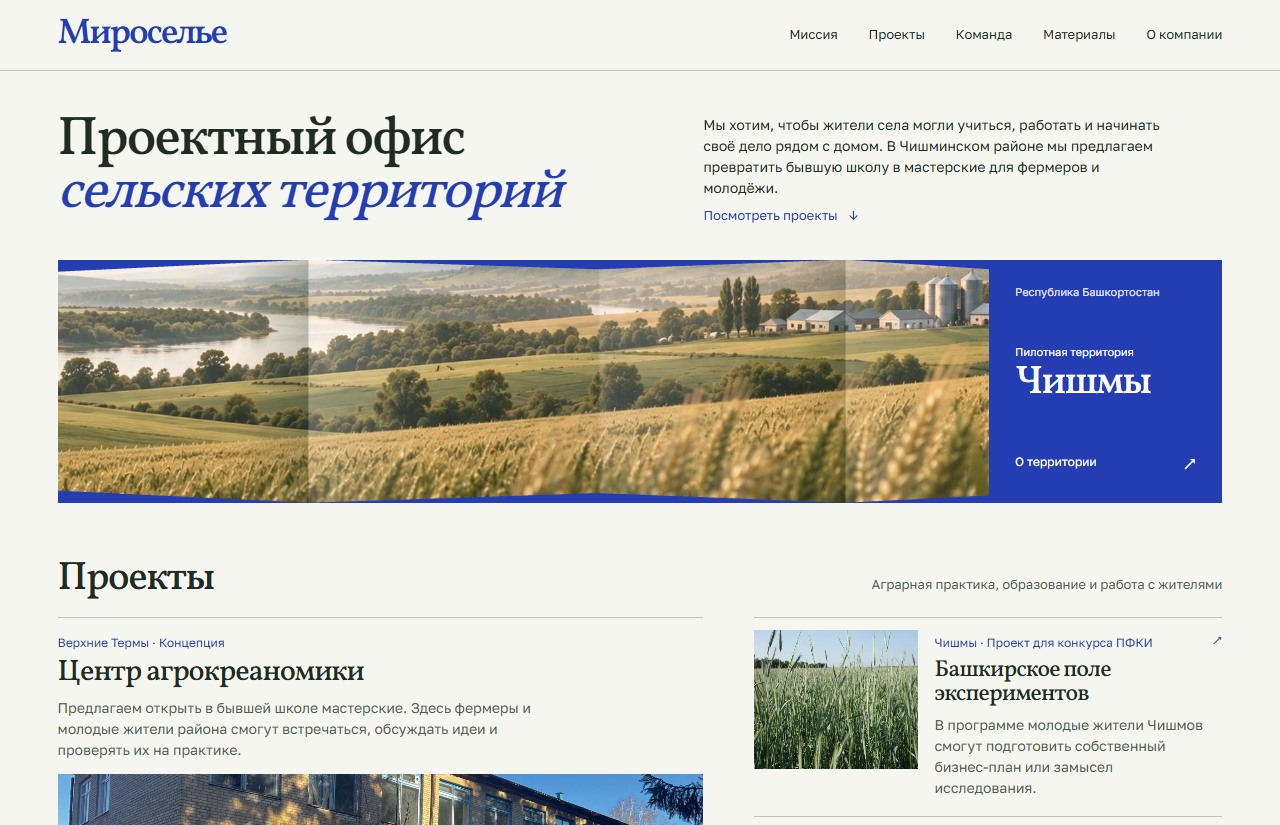 Мироселье
Миссия
Проекты
Команда
Материалы
О компании
Проектный офис
сельских территорий
Мы хотим, чтобы жители села могли учиться, работать и начинать
своё дело рядом с домом. В Чишминском районе мы предлагаем
превратить бывшую школу в мастерские для фермеров и
молодёжи.
Посмотреть проекты ↓
Республика Башкортостан
Пилотная территория
Чишмы
О территории ↗
Проекты
Аграрная практика, образование и работа с жителями
Верхние Термы · Концепция
Центр агрокреаномики
Предлагаем открыть в бывшей школе мастерские. Здесь фермеры и
молодые жители района смогут встречаться, обсуждать идеи и
проверять их на практике.
Чишмы · Проект для конкурса ПФКИ ↗
Башкирское поле
экспериментов
В программе молодые жители Чишмов
смогут подготовить собственный
бизнес-план или замысел
исследования.